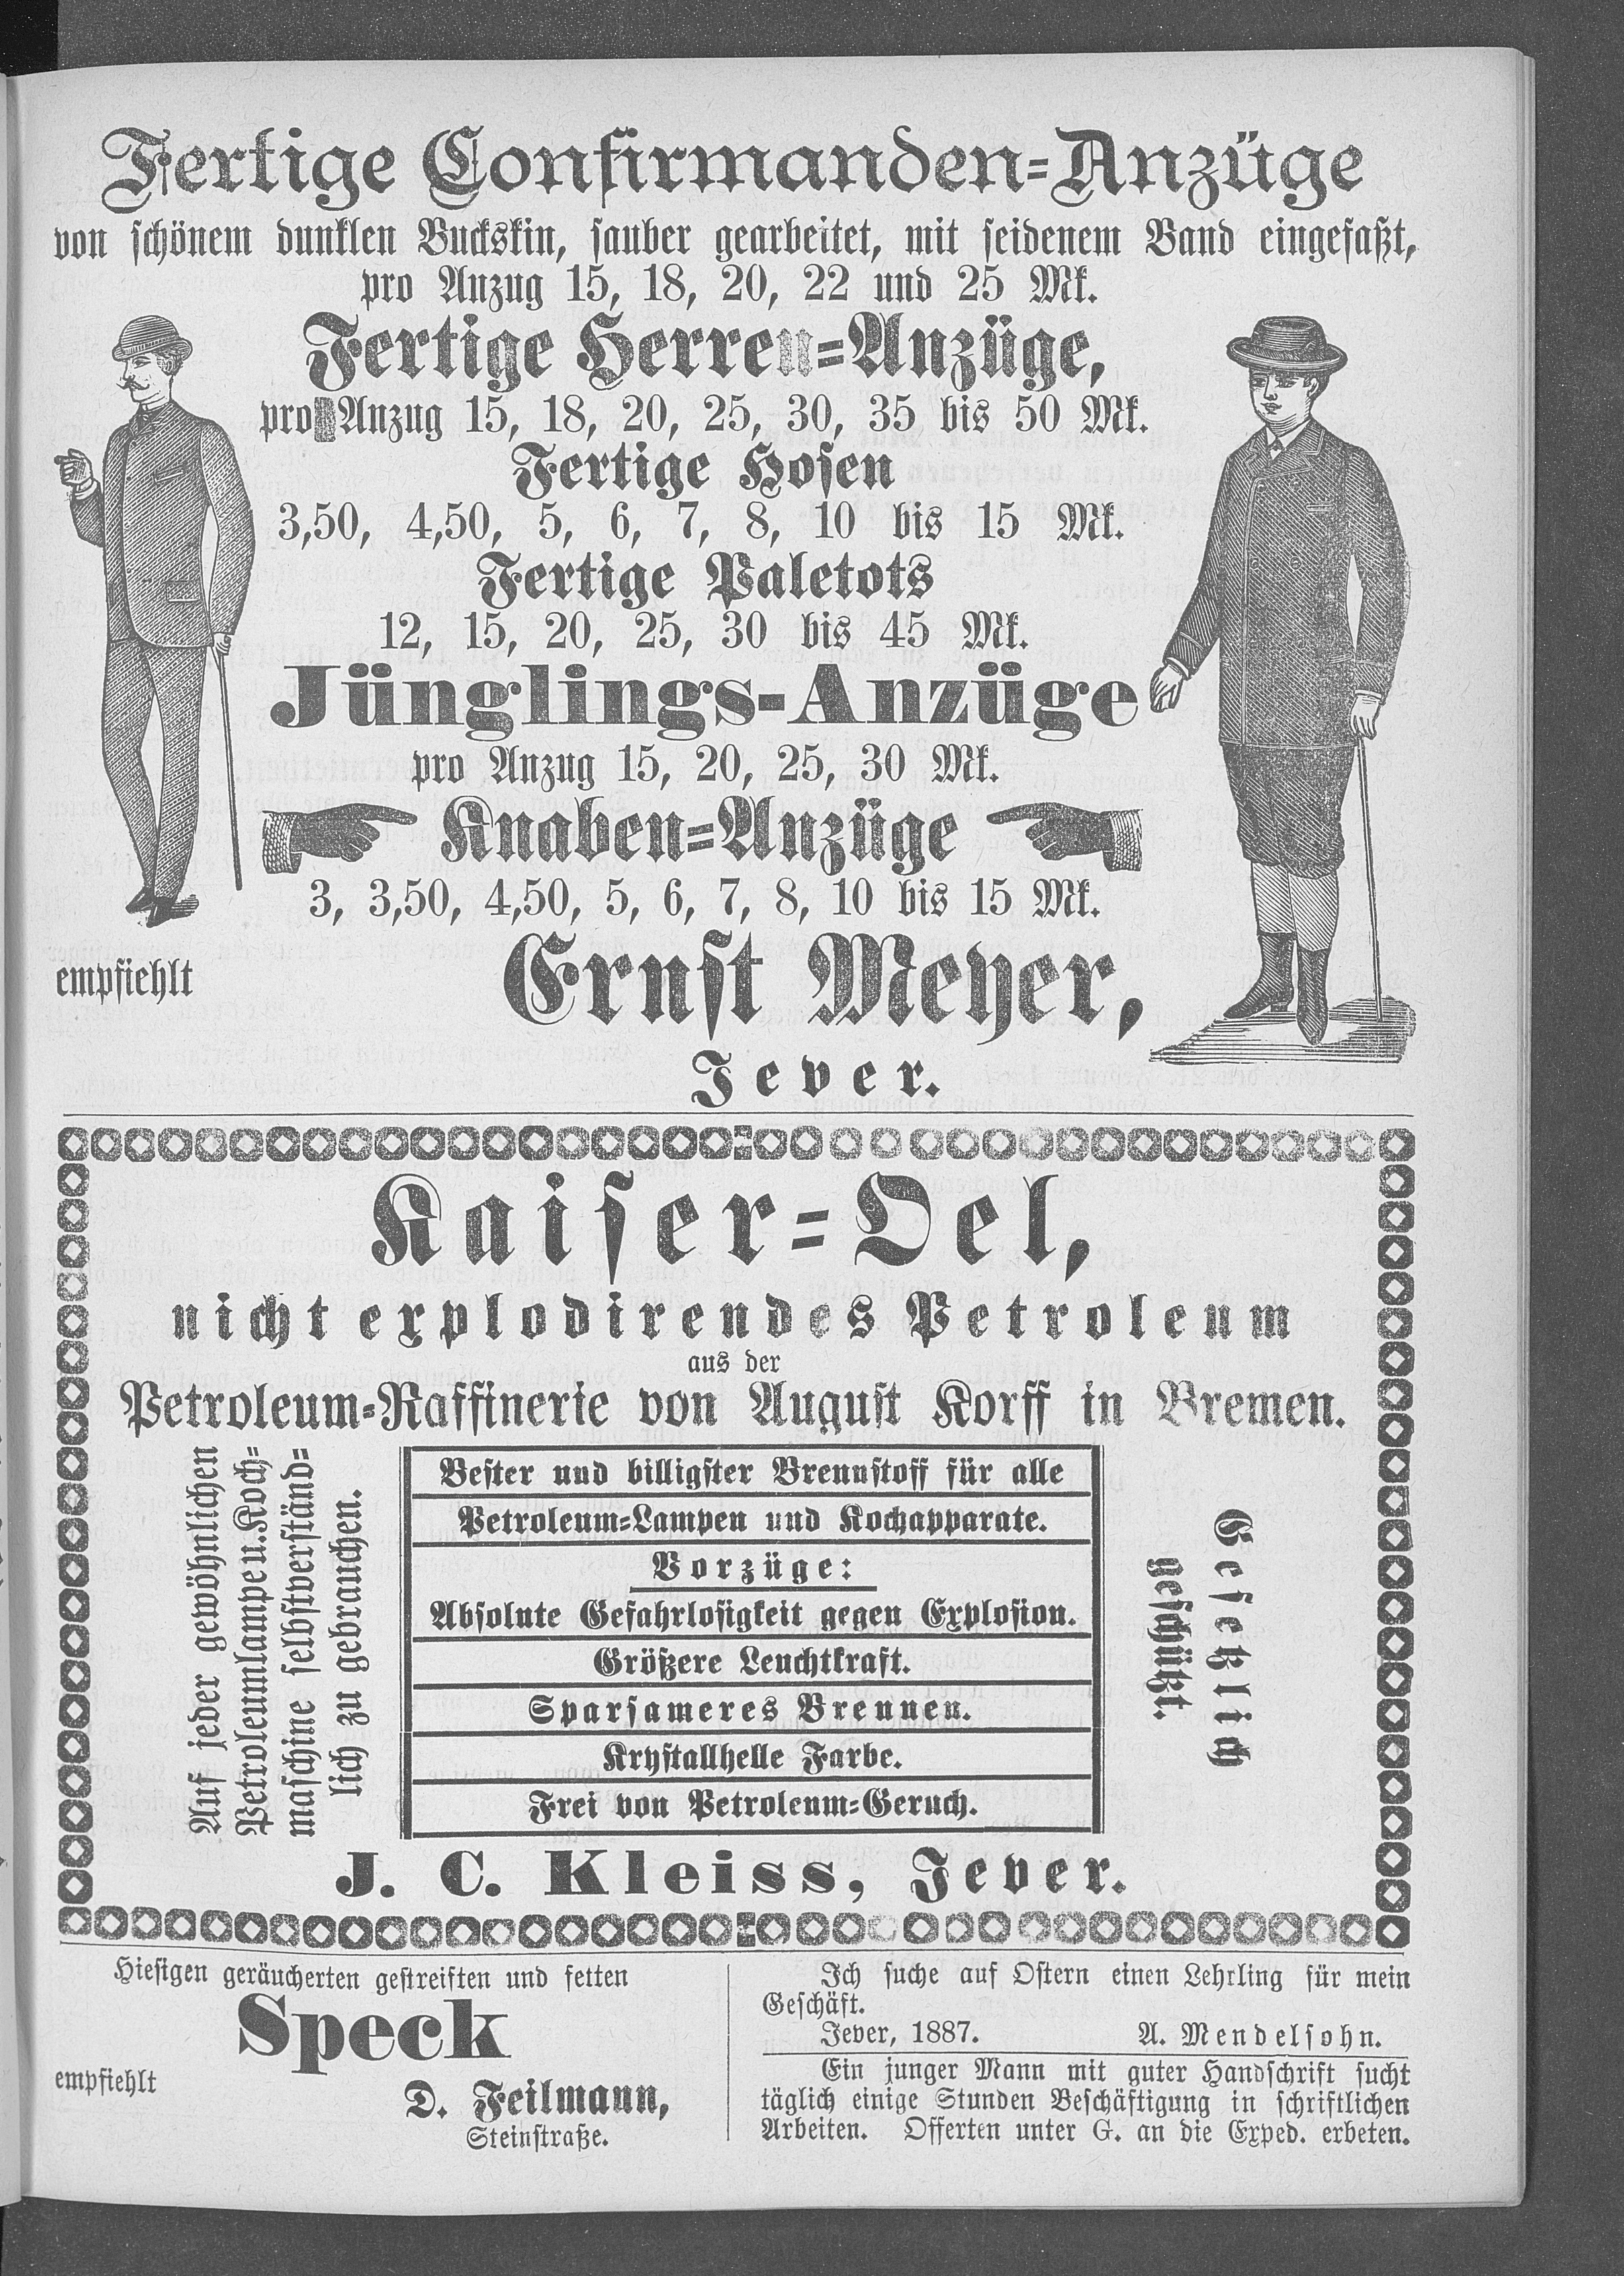 Fertige Confirmanden-Anzüge
von schönem dunklen Buckskin, sauber gearbeitet, mit seidenem Band eingefaßt,
pro Anzug 15, 18, 20, 22 und 25 Mk.
Fertige Herren-Anzüge,
pro Anzug 15, 18, 20, 25, 30, 35 bis 50 Mk.
Fertige Hosen
3,50, 4,50, 5, 6, 7, 8, 10 bis 15 Mk.
Fertige Paletots
12, 15, 20, 25, 30 bis 45 Mk.
Jünglings-Anzüge
pro Anzug 15, 20, 25, 30 Mk.
Knaben-Anzüge
3, 3,50, 4,50, 5, 6, 7, 8, 10 bis 15 Mk.
empfiehlt
Ernst Meyer,
Jever.
Kaiser-Oel,
nicht explodirendes Petroleum
aus der
Petroleum-Raffinerie von August Korff in Bremen.
Auf jeder gewöhnlichen
Petroleumlampe u. Koch-
maschine selbstverständ-
lich zu gebrauchen.
Bester und billigster Brennstoff für alle
Petroleum-Lampen und Kochapparate.
Vorzüge:
Absolute Gefahrlosigkeit gegen Explosion.
Größere Leuchtkraft.
Sparsameres Brennen.
Krystallhelle Farbe.
Frei von Petroleum-Geruch.
Gesetzlich
geschützt.
J. C. Kleiss, Jever.
Hiesigen geräucherten gestreiften und fetten
Speck
empfiehlt
D. Feilmann,
Steinstraße.
Ich suche auf Ostern einen Lehrling für mein
Geschäft.
Jever, 1887. A. Mendelsohn.
Ein junger Mann mit guter Handschrift sucht
täglich einige Stunden Beschäftigung in schriftlichen
Arbeiten. Offerten unter G. an die Exped. erbeten.